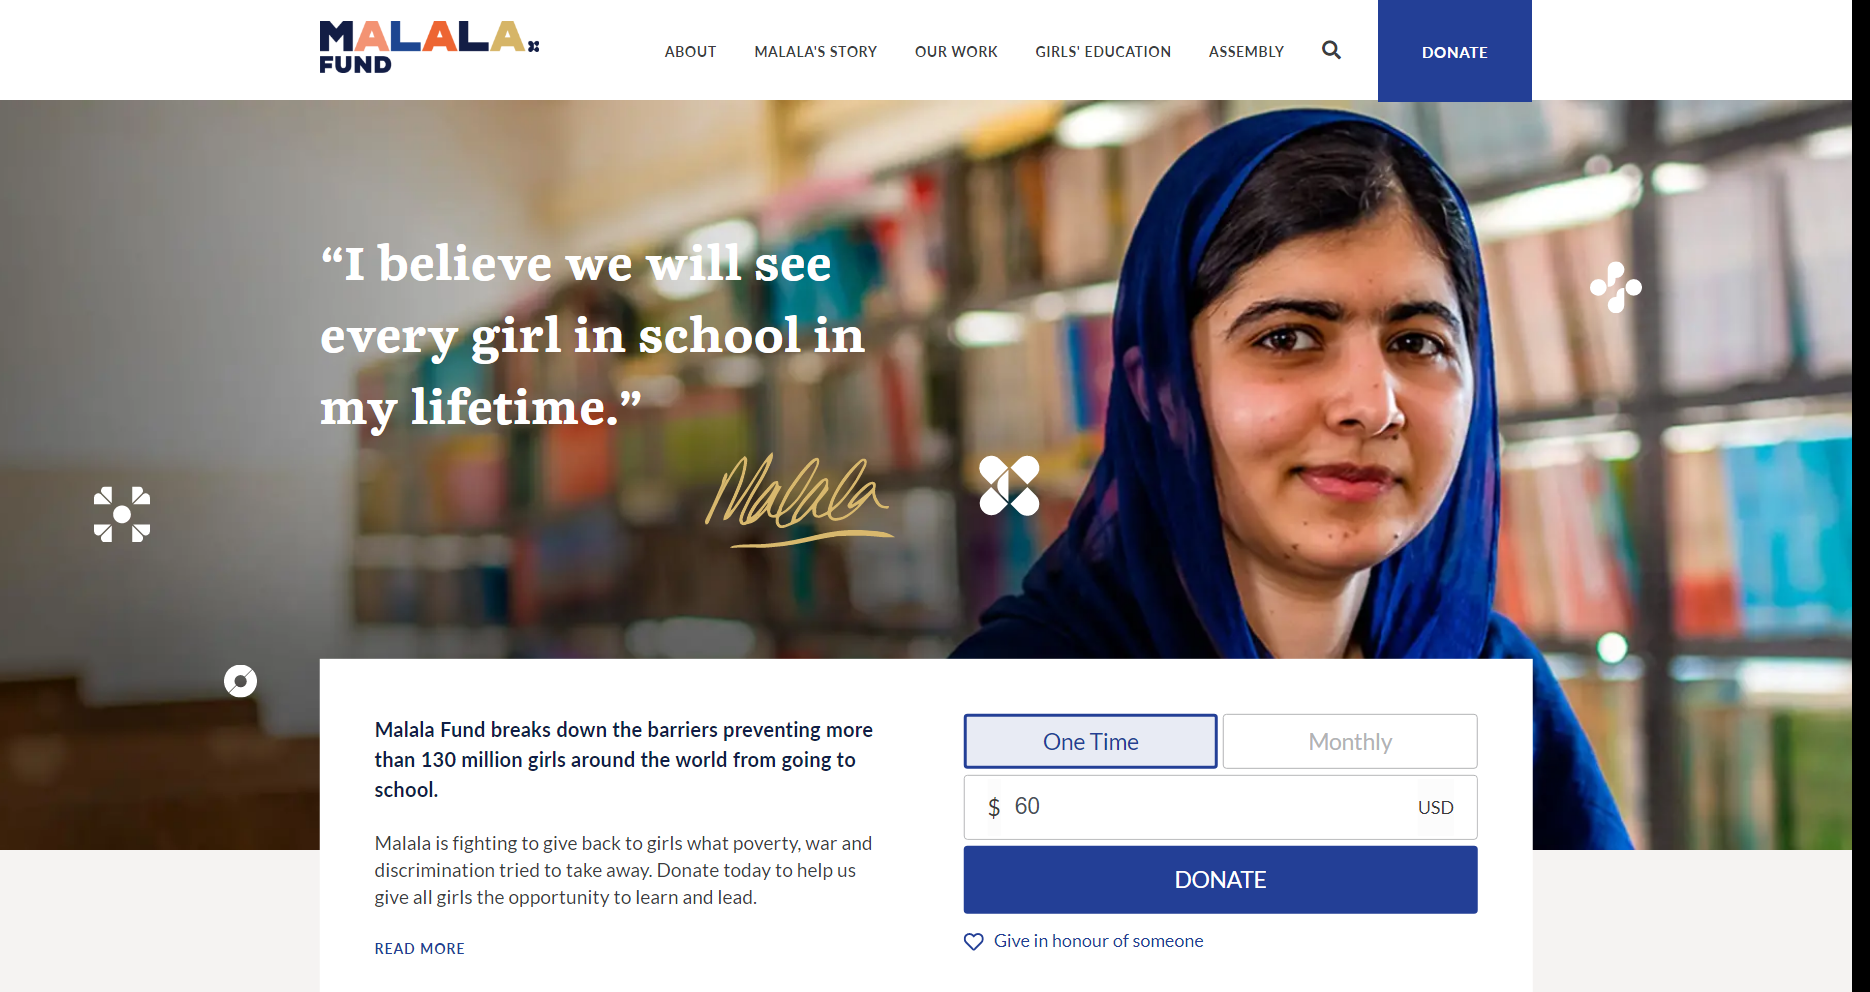 MALALA
FUND
ABOUT
MALALA'S STORY
OUR WORK
GIRLS' EDUCATION
ASSEMBLY
DONATE
“I believe we will see
every girl in school in
my lifetime.”
Malala
Malala Fund breaks down the barriers preventing more
than 130 million girls around the world from going to
school.
Malala is fighting to give back to girls what poverty, war and
discrimination tried to take away. Donate today to help us
give all girls the opportunity to learn and lead.
READ MORE
One Time
Monthly
$ 60 USD
DONATE
Give in honour of someone